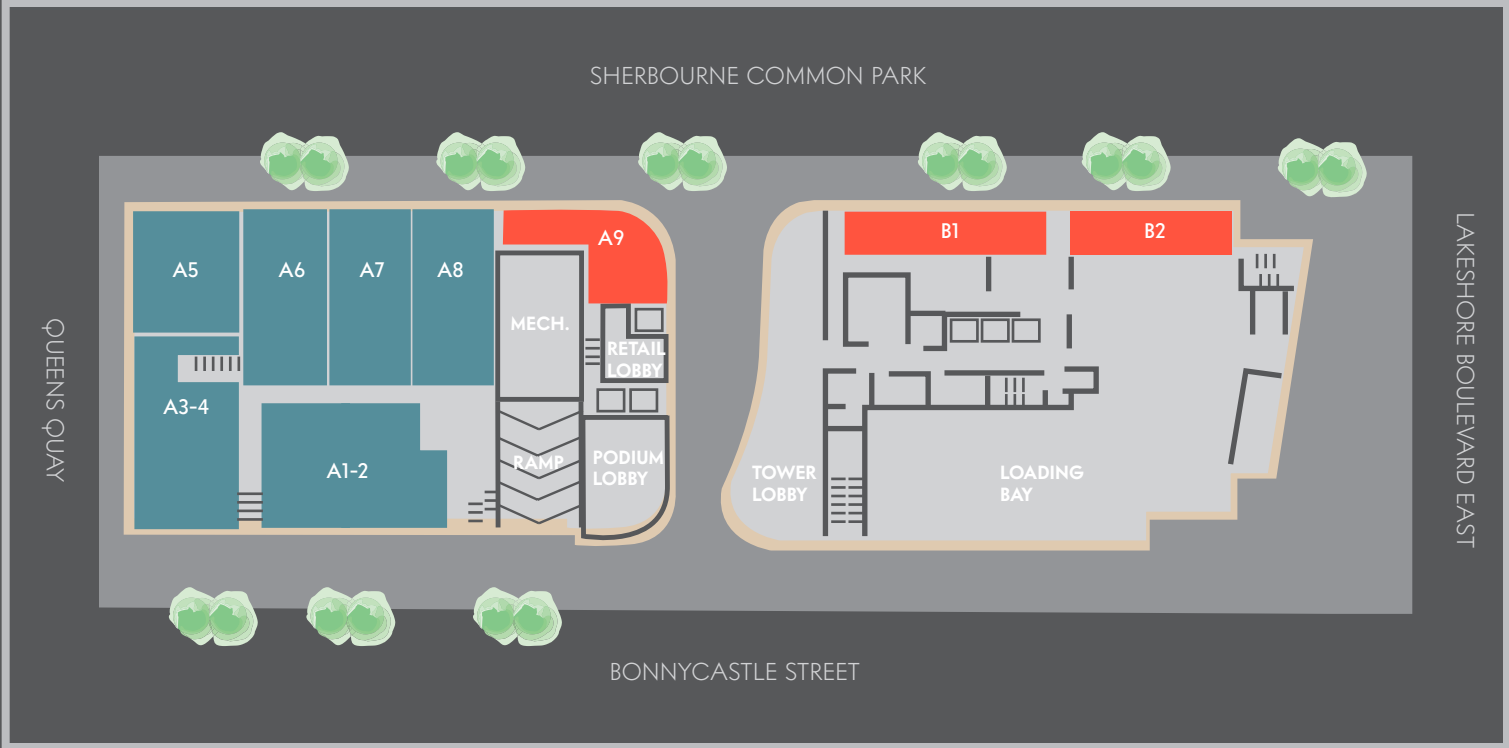 SHERBOURNE COMMON PARK
A9
B1
B2
A5
A6
A7
A8
MECH.
RETAIL
LOBBY
QUEENS QUAY
LAKESHORE BOULEVARD EAST
A3-4
A1-2
RAMP
PODIUM
LOBBY
TOWER
LOBBY
LOADING
BAY
BONNYCASTLE STREET